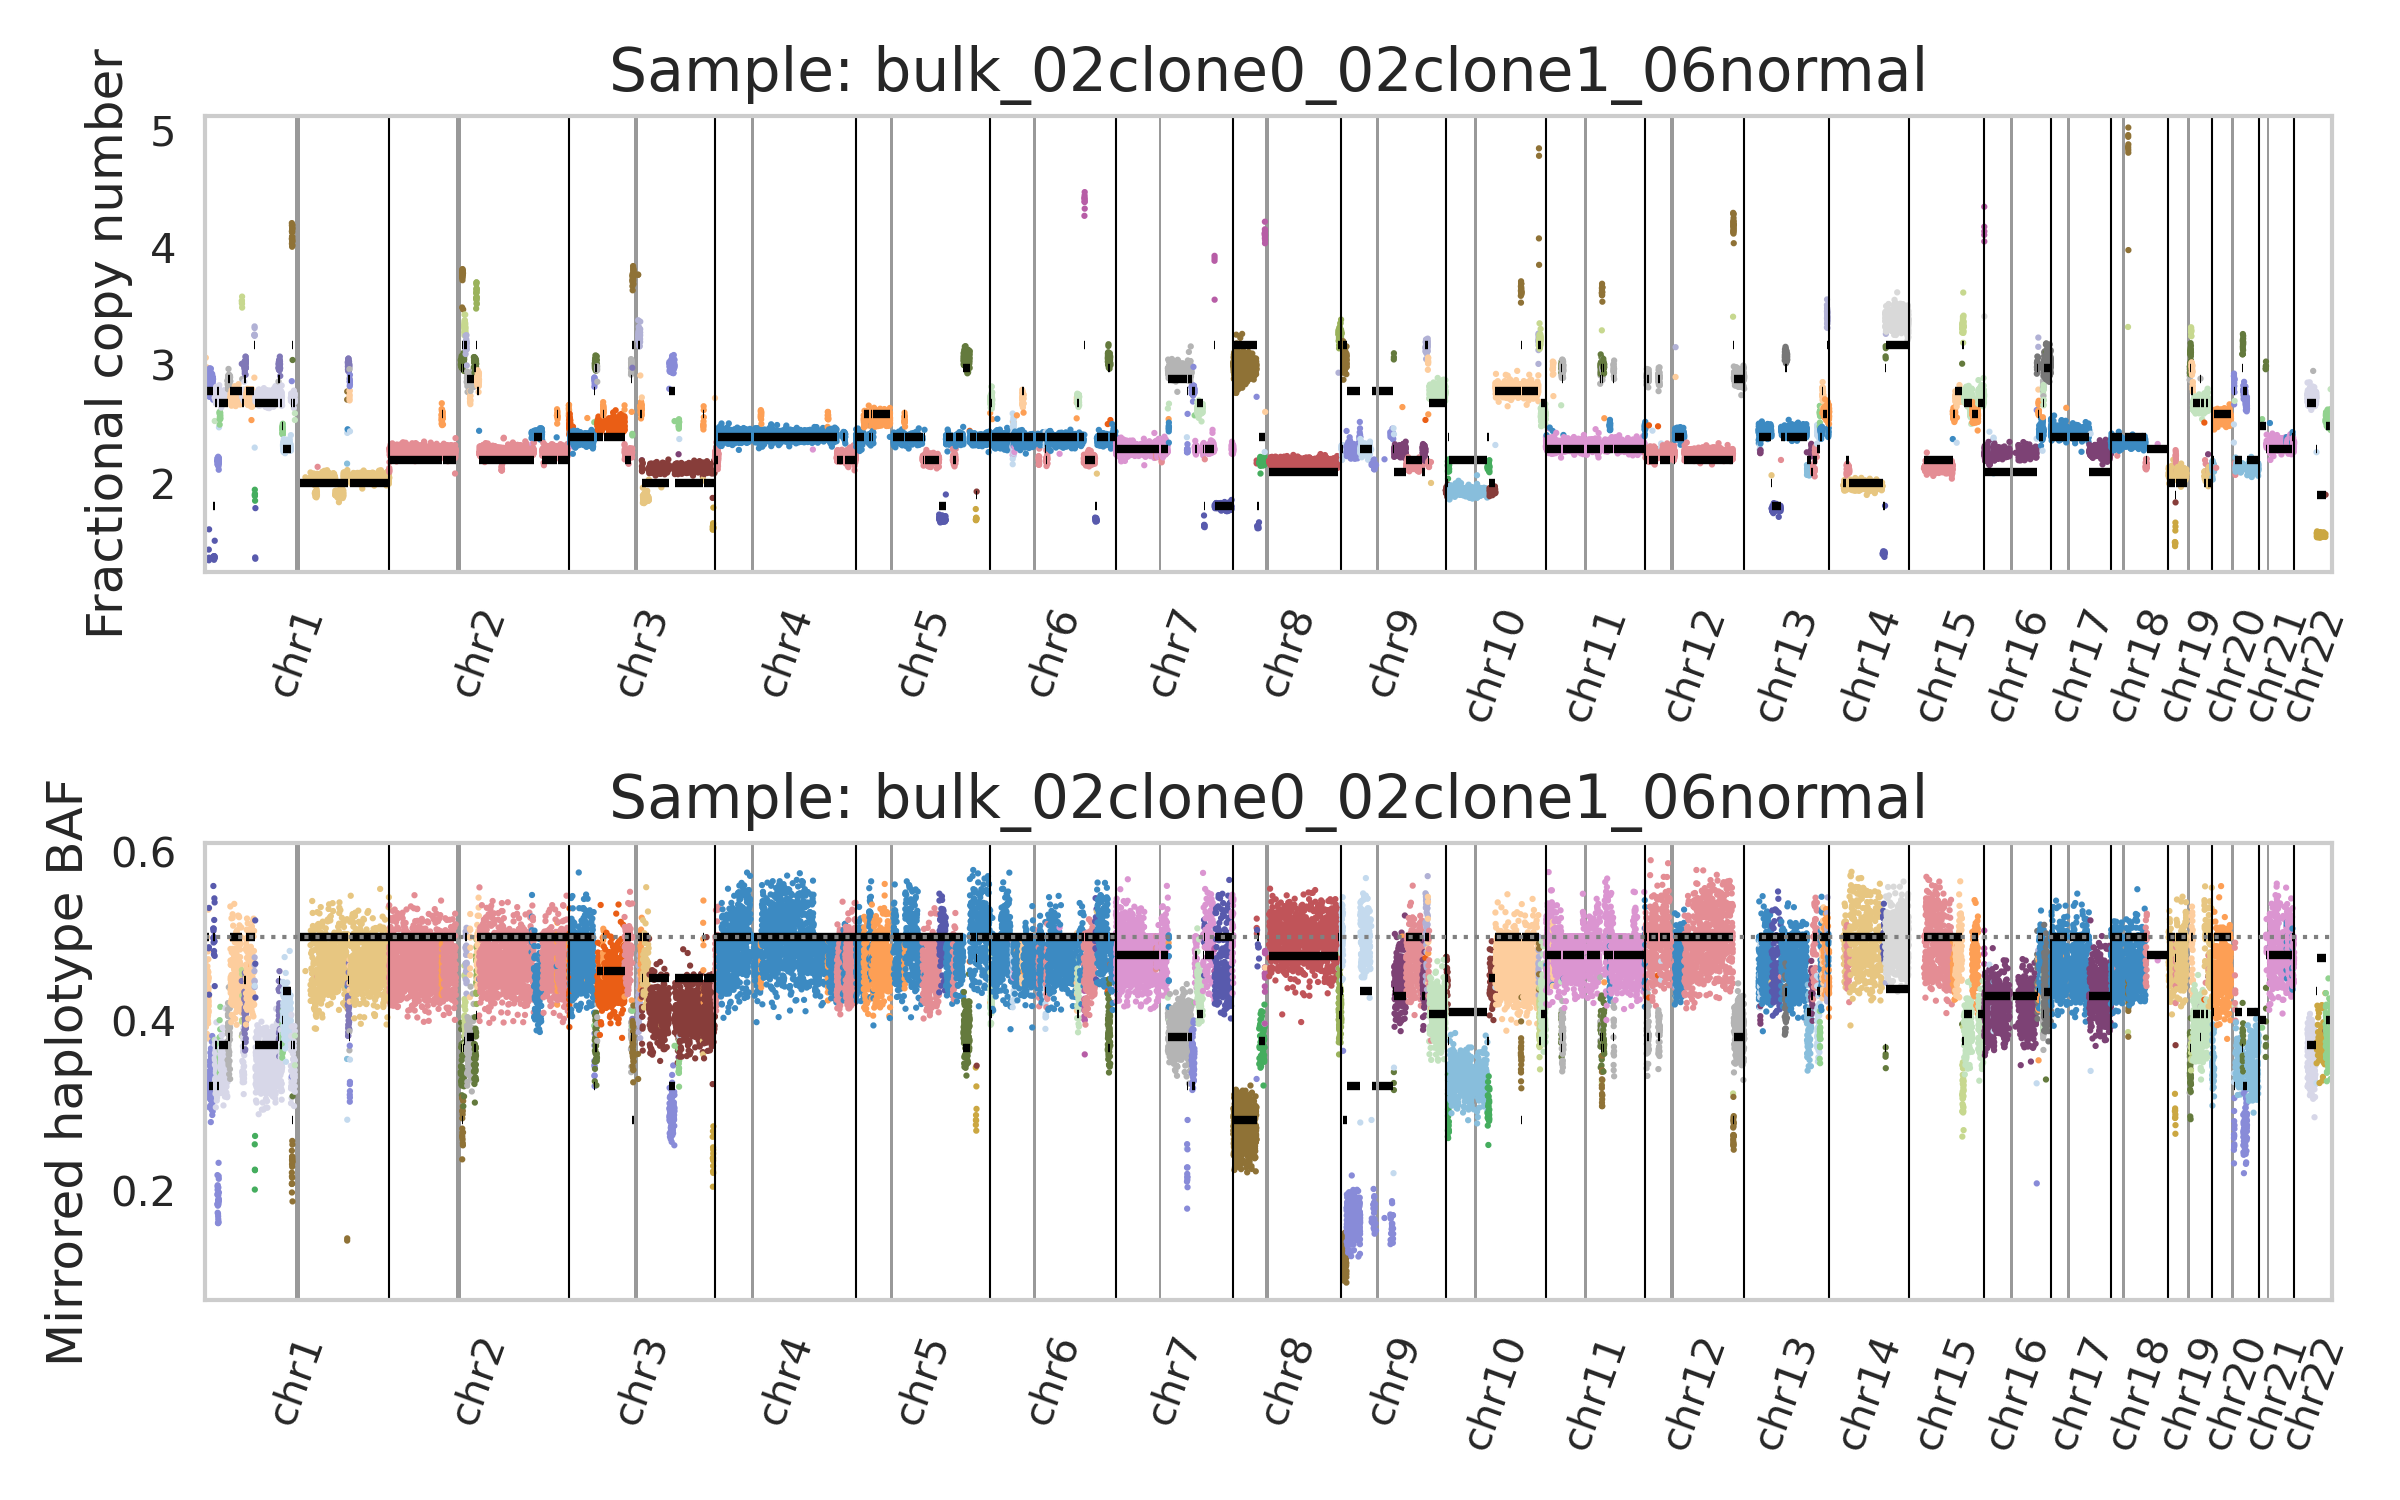 Sample: bulk_02clone0_02clone1_06normal
Fractional copy number
5
4
3
2
chr1 chr2 chr3 chr4 chr5 chr6 chr7 chr8 chr9 chr10 chr11 chr12 chr13 chr14 chr15 chr16 chr17 chr18 chr19 chr20 chr21 chr22
Sample: bulk_02clone0_02clone1_06normal
Mirrored haplotype BAF
0.6
0.4
0.2
chr1 chr2 chr3 chr4 chr5 chr6 chr7 chr8 chr9 chr10 chr11 chr12 chr13 chr14 chr15 chr16 chr17 chr18 chr19 chr20 chr21 chr22